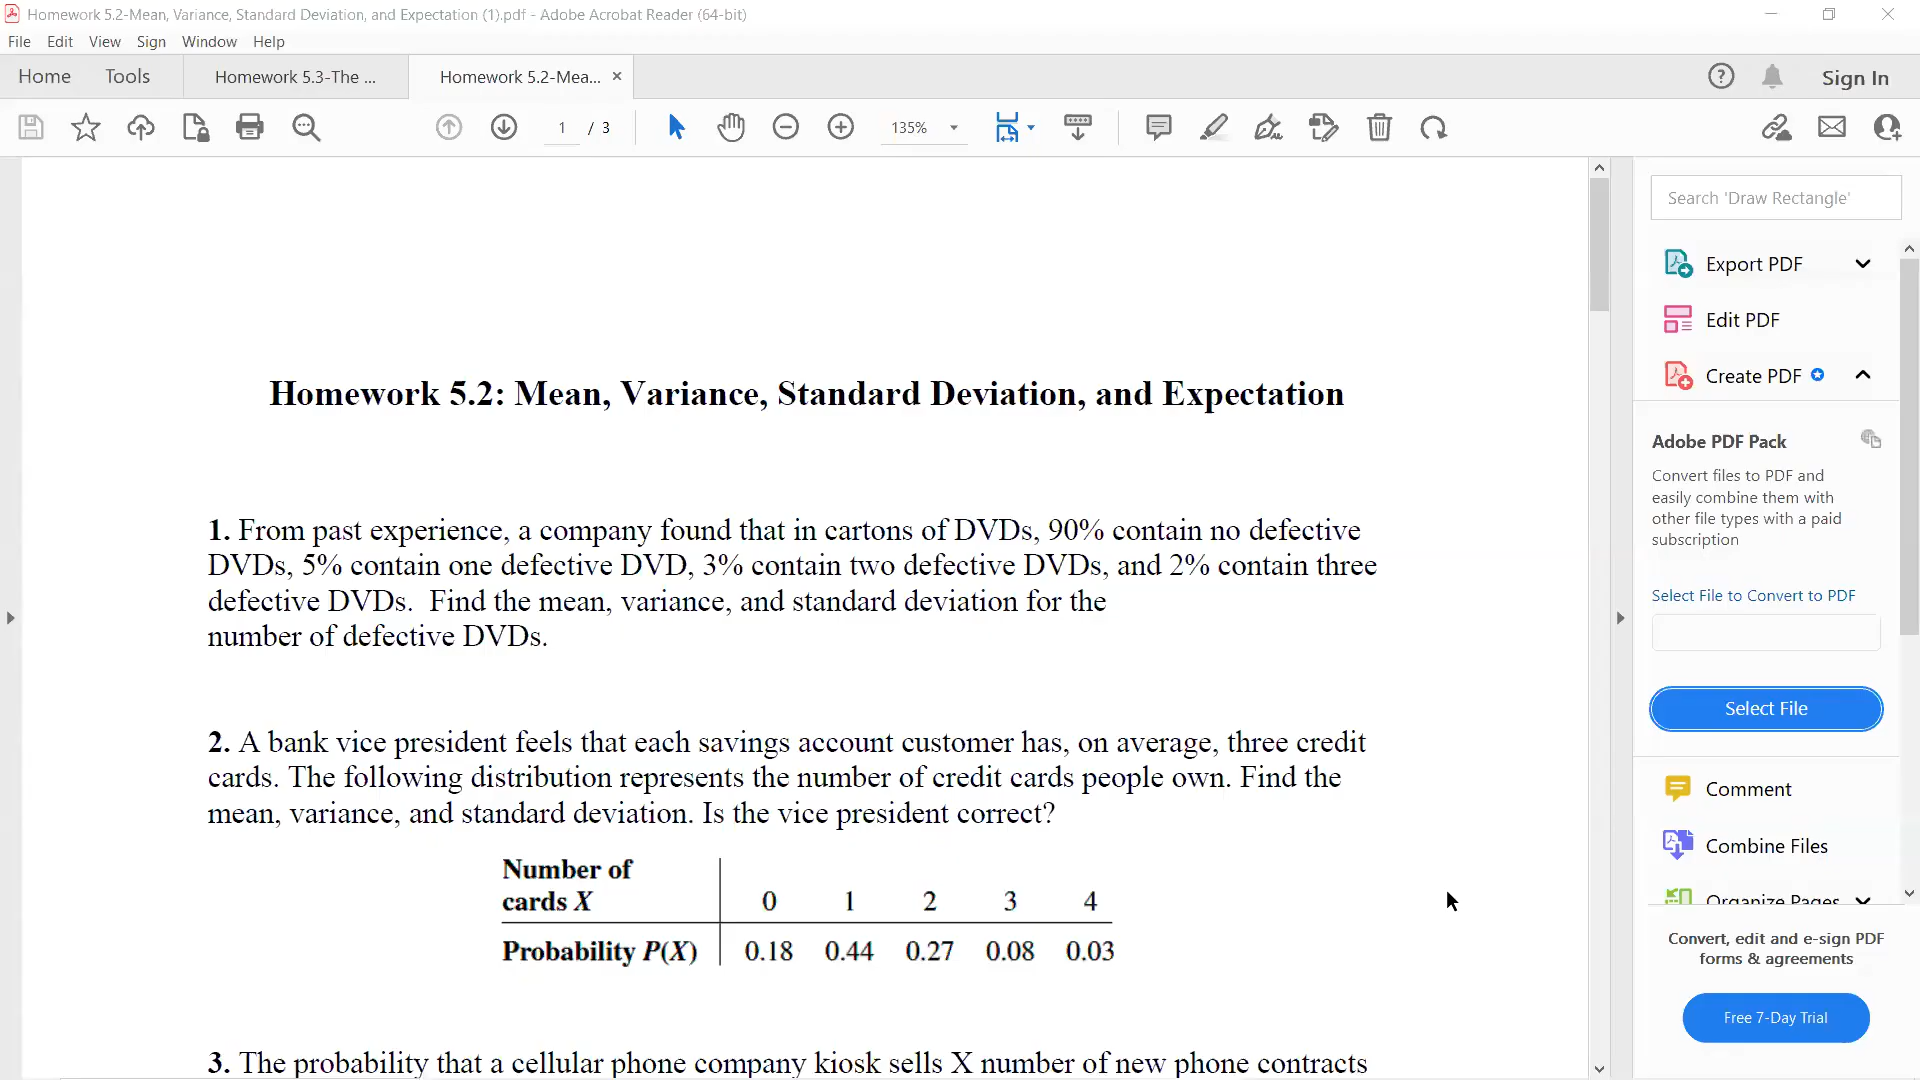 Homework 5.2-Mean, Variance, Standard Deviation, and Expectation (1).pdf - Adobe Acrobat Reader (64-bit)
File Edit View Sign Window Help
Home Tools Homework 5.3-The ... Homework 5.2-Mea... ×
Sign In
1 / 3 135%
Search 'Draw Rectangle'
Export PDF
Edit PDF
Create PDF
Adobe PDF Pack
Convert files to PDF and
easily combine them with
other file types with a paid
subscription
Select File to Convert to PDF
Select File
Comment
Combine Files
Organize Pages
Convert, edit and e-sign PDF
forms & agreements
Free 7-Day Trial
Homework 5.2: Mean, Variance, Standard Deviation, and Expectation
1. From past experience, a company found that in cartons of DVDs, 90% contain no defective
DVDs, 5% contain one defective DVD, 3% contain two defective DVDs, and 2% contain three
defective DVDs.  Find the mean, variance, and standard deviation for the
number of defective DVDs.
2. A bank vice president feels that each savings account customer has, on average, three credit
cards. The following distribution represents the number of credit cards people own. Find the
mean, variance, and standard deviation. Is the vice president correct?
Number of
cards X 0 1 2 3 4
Probability P(X) 0.18 0.44 0.27 0.08 0.03
3. The probability that a cellular phone company kiosk sells X number of new phone contracts